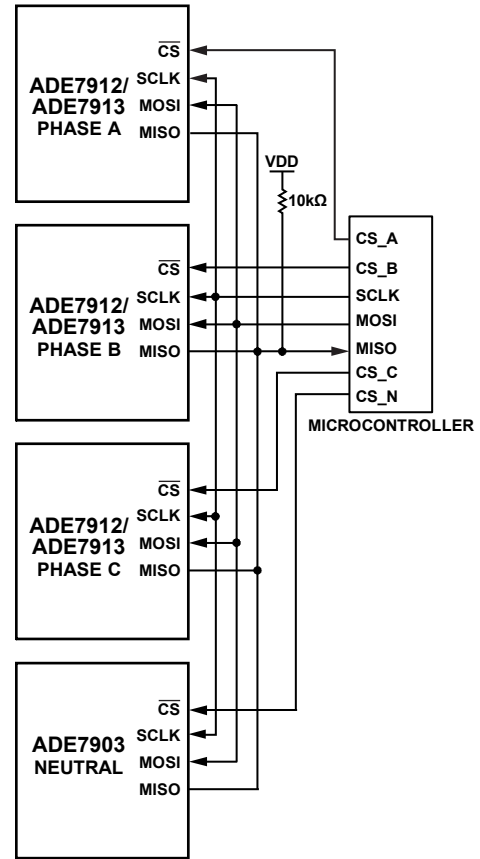 CS
SCLK
MOSI
MISO
ADE7912/
ADE7913
PHASE A
VDD
10kΩ
CS
SCLK
MOSI
MISO
ADE7912/
ADE7913
PHASE B
CS_A
CS_B
SCLK
MOSI
MISO
CS_C
CS_N
MICROCONTROLLER
CS
SCLK
MOSI
MISO
ADE7912/
ADE7913
PHASE C
CS
SCLK
MOSI
MISO
ADE7903
NEUTRAL